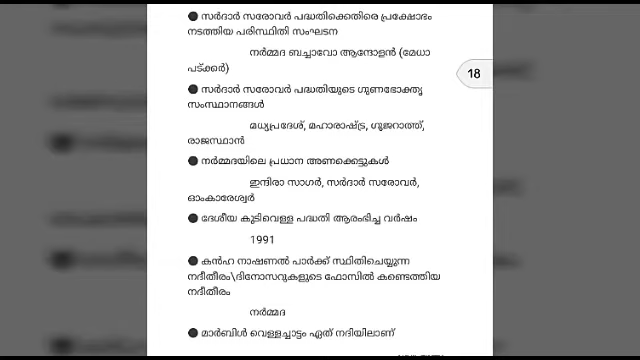 ● സർദാർ സരോവർ പദ്ധതിക്കെതിരെ പ്രക്ഷോഭം
നടത്തിയ പരിസ്ഥിതി സംഘടന
നർമ്മദ ബച്ചാവോ ആന്ദോളൻ (മേധാ
പട്ക്കർ)
18
● സർദാർ സരോവർ പദ്ധതിയുടെ ഗുണഭോക്തൃ
സംസ്ഥാനങ്ങൾ
മധ്യപ്രദേശ്, മഹാരാഷ്ട്ര, ഗുജറാത്ത്,
രാജസ്ഥാൻ
● നർമ്മദയിലെ പ്രധാന അണക്കെട്ടുകൾ
ഇന്ദിരാ സാഗർ, സർദാർ സരോവർ,
ഓംകാരേശ്വർ
● ദേശീയ കുടിവെള്ള പദ്ധതി ആരംഭിച്ച വർഷം
1991
● കൻഹ നാഷണൽ പാർക്ക് സ്ഥിതിചെയ്യുന്ന
നദീതീരം\ദിനോസറുകളുടെ ഫോസിൽ കണ്ടെത്തിയ
നദീതീരം
നർമ്മദ
● മാർബിൾ വെള്ളച്ചാട്ടം ഏത് നദിയിലാണ്